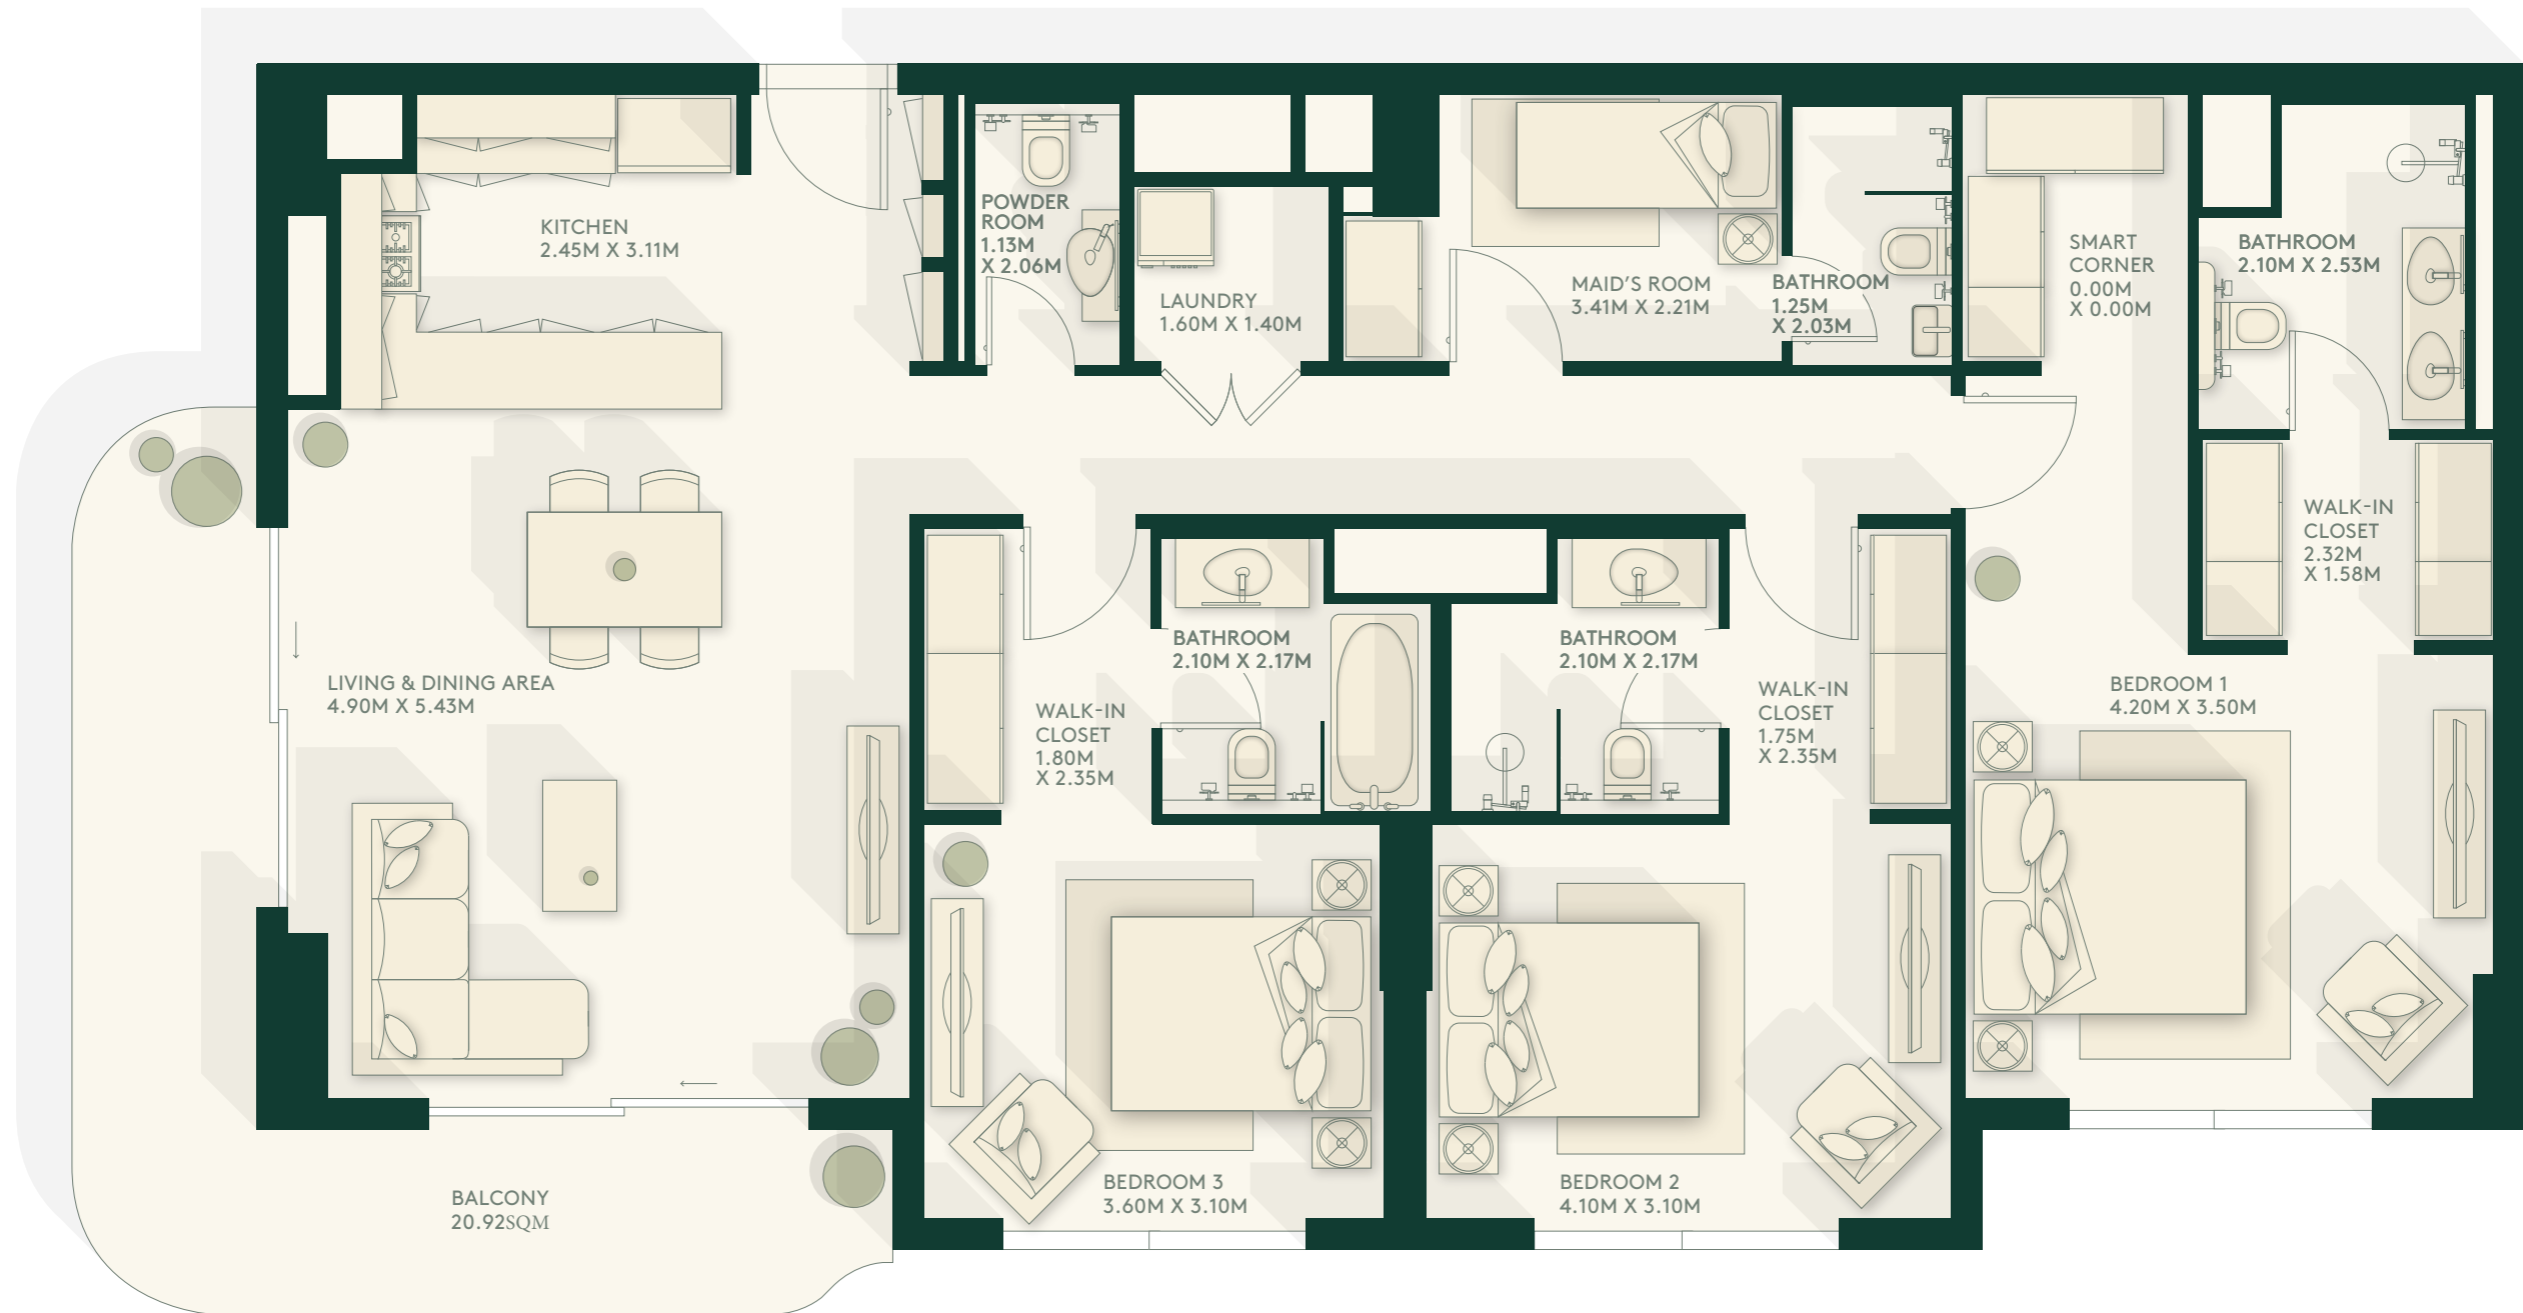 KITCHEN
2.45M X 3.11M
POWDER
ROOM
1.13M
X 2.06M
LAUNDRY
1.60M X 1.40M
MAID'S ROOM
3.41M X 2.21M
BATHROOM
1.25M
X 2.03M
SMART
CORNER
0.00M
X 0.00M
BATHROOM
2.10M X 2.53M
WALK-IN
CLOSET
2.32M
X 1.58M
LIVING & DINING AREA
4.90M X 5.43M
WALK-IN
CLOSET
1.80M
X 2.35M
BATHROOM
2.10M X 2.17M
BATHROOM
2.10M X 2.17M
WALK-IN
CLOSET
1.75M
X 2.35M
BEDROOM 1
4.20M X 3.50M
BALCONY
20.92SQM
BEDROOM 3
3.60M X 3.10M
BEDROOM 2
4.10M X 3.10M